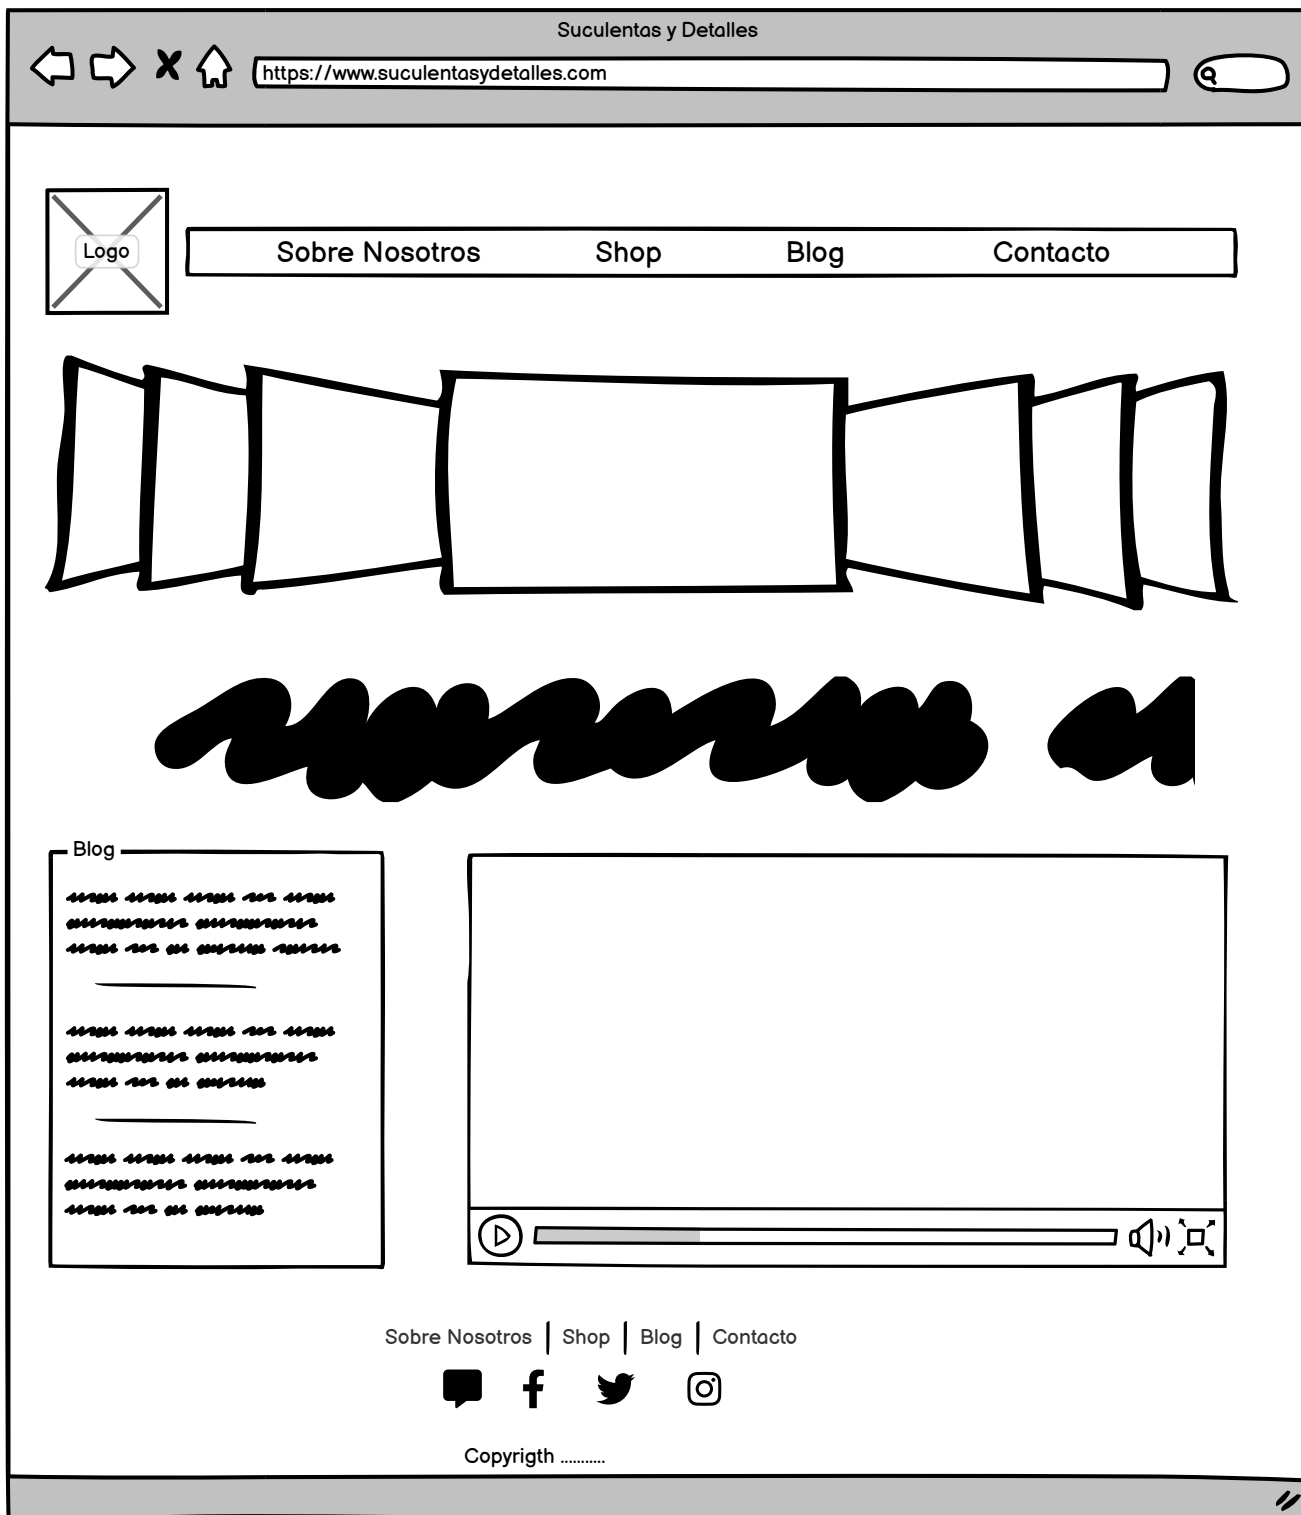 Suculentas y Detalles
https://www.suculentasydetalles.com
Logo
Sobre Nosotros Shop Blog Contacto
Blog
Sobre Nosotros Shop Blog Contacto
Copyrigth ...........